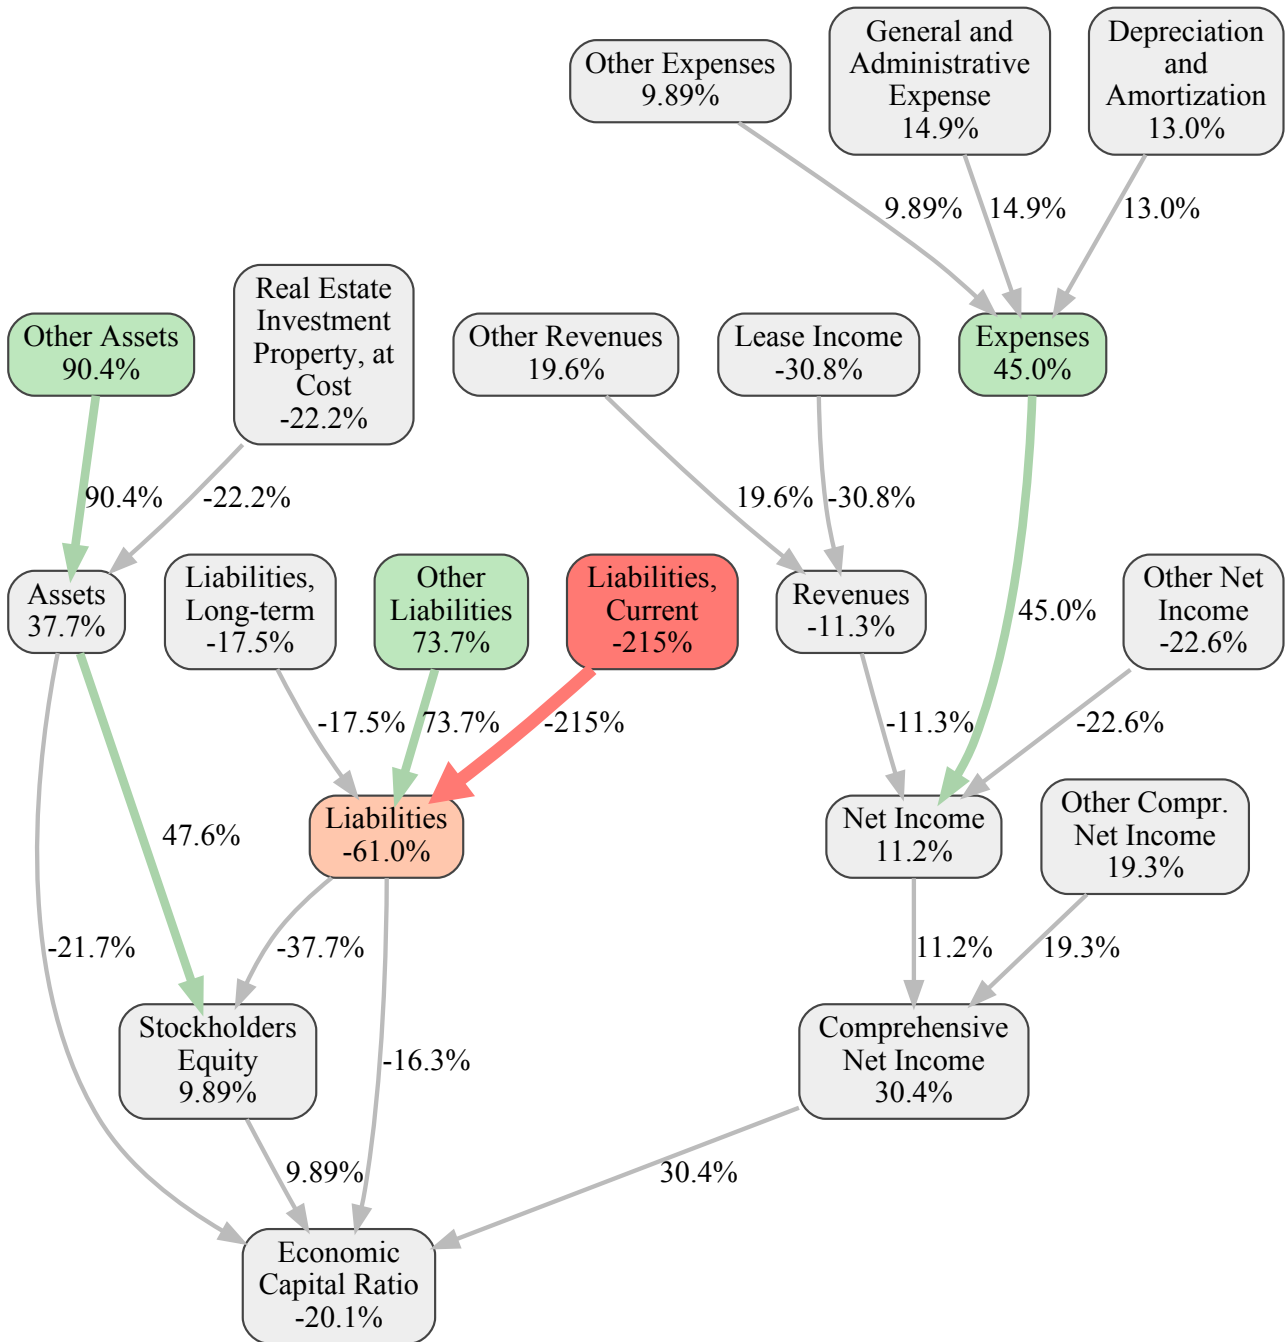 Other Expenses
9.89%
General and
Administrative
Expense
14.9%
Depreciation
and
Amortization
13.0%
9.89%
14.9%
13.0%
Other Assets
90.4%
Real Estate
Investment
Property, at
Cost
-22.2%
Other Revenues
19.6%
Lease Income
-30.8%
Expenses
45.0%
90.4%
-22.2%
19.6%
-30.8%
45.0%
Assets
37.7%
Liabilities,
Long-term
-17.5%
Other
Liabilities
73.7%
Liabilities,
Current
-215%
Revenues
-11.3%
Other Net
Income
-22.6%
47.6%
-17.5%
73.7%
-215%
-11.3%
-22.6%
Liabilities
-61.0%
Net Income
11.2%
Other Compr.
Net Income
19.3%
-21.7%
-37.7%
-16.3%
11.2%
19.3%
Stockholders
Equity
9.89%
Comprehensive
Net Income
30.4%
9.89%
30.4%
Economic
Capital Ratio
-20.1%